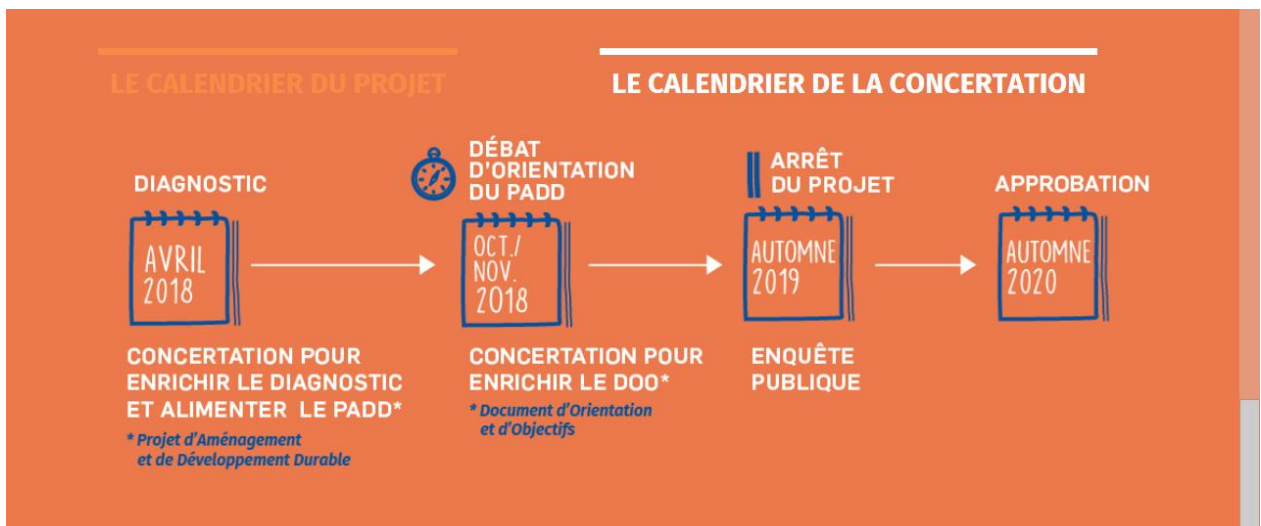 LE CALENDRIER DU PROJET
LE CALENDRIER DE LA CONCERTATION
DIAGNOSTIC
AVRIL
2018
CONCERTATION POUR
ENRICHIR LE DIAGNOSTIC
ET ALIMENTER LE PADD*
* Projet d'Aménagement
et de Développement Durable
DÉBAT
D'ORIENTATION
DU PADD
OCT./
NOV.
2018
CONCERTATION POUR
ENRICHIR LE DOO*
* Document d'Orientation
et d'Objectifs
ARRÊT
DU PROJET
AUTOMNE
2019
ENQUÊTE
PUBLIQUE
APPROBATION
AUTOMNE
2020